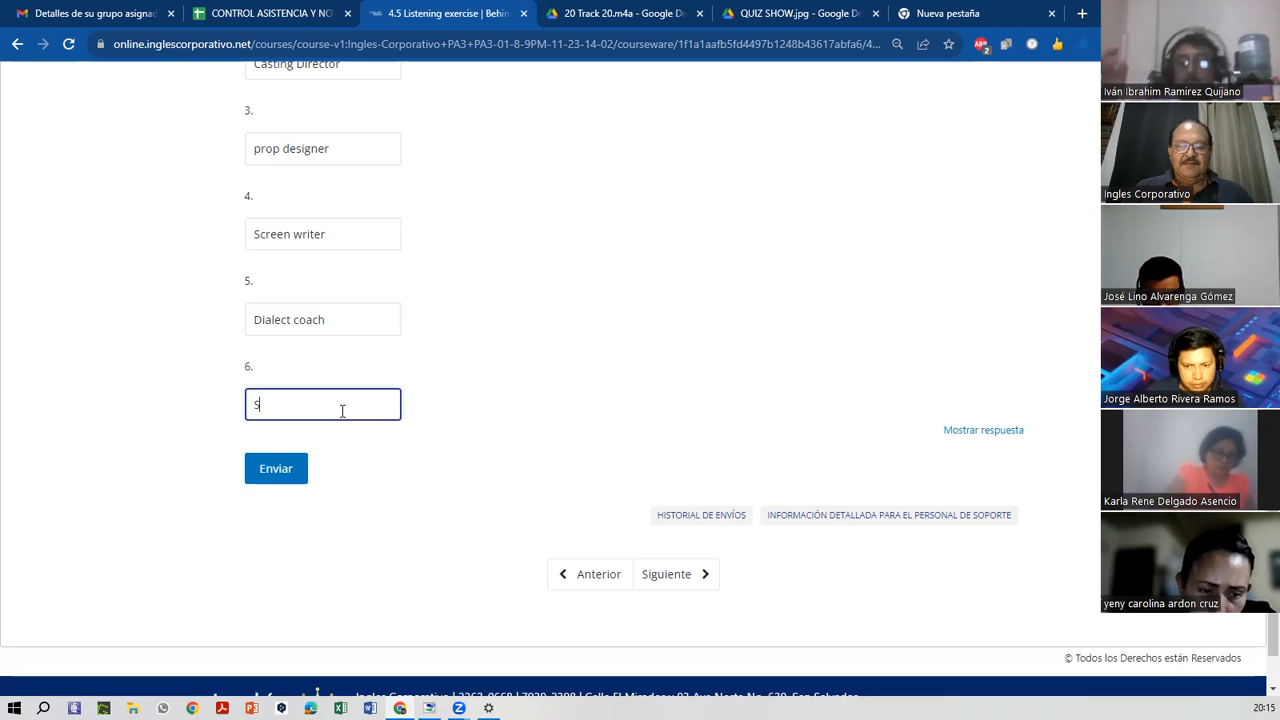 Detalles de su grupo asignad
CONTROL ASISTENCIA Y NO
4.5 Listening exercise | Behin
20 Track 20.m4a - Google Dr
QUIZ SHOW.jpg - Google Dr
Nueva pestaña
online.inglescorporativo.net/courses/course-v1:Ingles-Corporativo+PA3+PA3-01-8-9PM-11-23-14-02/courseware/1f1a1aafb5fd4497b1248b43617abfa6/4...
Casting Director
3.
prop designer
4.
Screen writer
5.
Dialect coach
6.
S
Mostrar respuesta
Enviar
HISTORIAL DE ENVÍOS
INFORMACIÓN DETALLADA PARA EL PERSONAL DE SOPORTE
Anterior
Siguiente
© Todos los Derechos están Reservados
Iván Ibrahim Ramirez Quijano
Ingles Corporativo
José Lino Alvarenga Gómez
Jorge Alberto Rivera Ramos
Karla Rene Delgado Asencio
yeny carolina ardon cruz
20:15